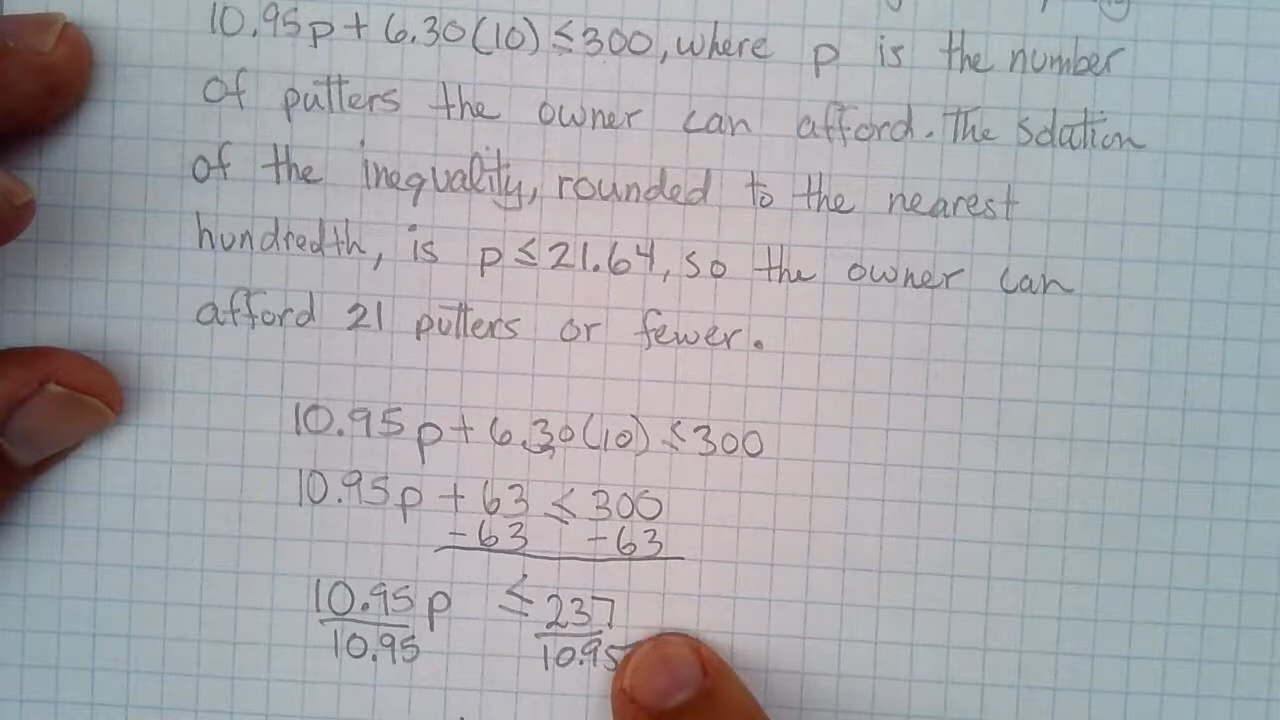 10.95p + 6.30(10) ≤ 300, where p is the number
of putters the owner can afford. The solution
of the inequality, rounded to the nearest
hundredth, is p ≤ 21.64, so the owner can
afford 21 putters or fewer.
10.95p + 6.30(10) ≤ 300
10.95p + 63 ≤ 300
-63 -63
10.95p ≤ 237
10.95 10.95